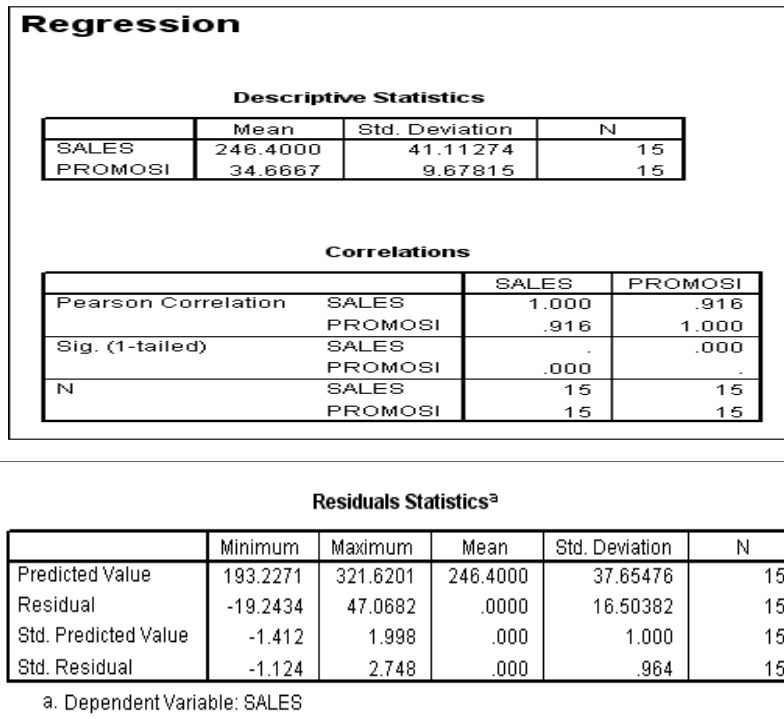 Regression
Descriptive Statistics
Mean Std. Deviation N
SALES 246.4000 41.11274 15
PROMOSI 34.6667 9.67815 15
Correlations
SALES PROMOSI
Pearson Correlation SALES 1.000 .916
PROMOSI .916 1.000
Sig. (1-tailed) SALES . .000
PROMOSI .000 .
N SALES 15 15
PROMOSI 15 15
Residuals Statisticsa
Minimum Maximum Mean Std. Deviation N
Predicted Value 193.2271 321.6201 246.4000 37.65476 15
Residual -19.2434 47.0682 .0000 16.50382 15
Std. Predicted Value -1.412 1.998 .000 1.000 15
Std. Residual -1.124 2.748 .000 .964 15
a. Dependent Variable: SALES